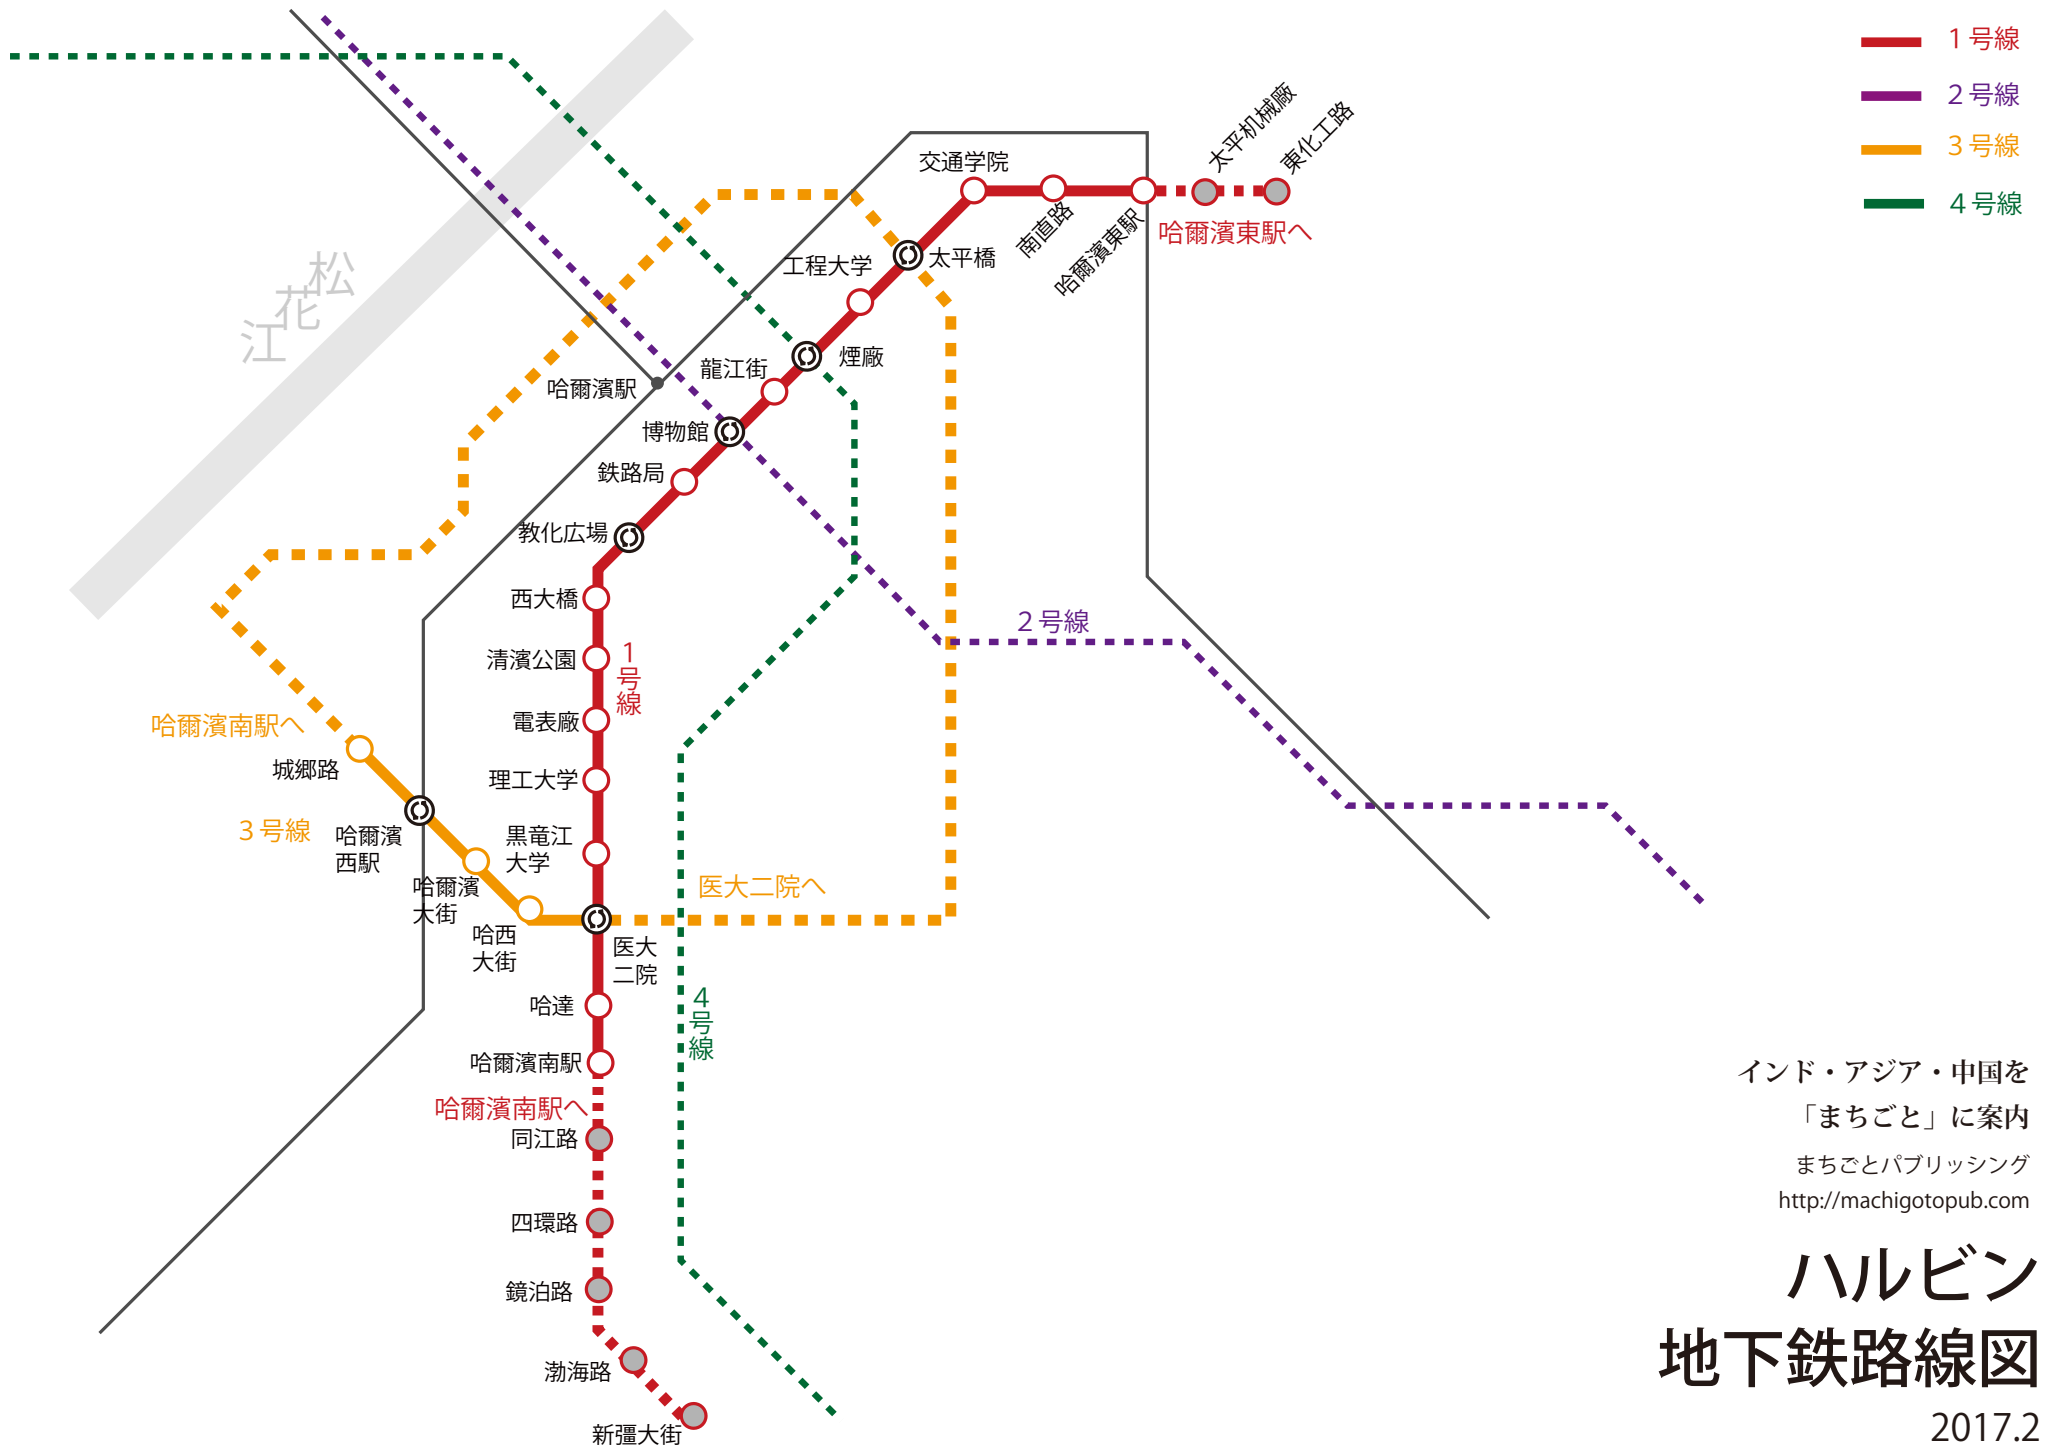 1号線
2号線
3号線
4号線
松花江
交通学院
南直路
哈爾濱東駅
太平机械廠
東化工路
哈爾濱東駅へ
工程大学
太平橋
煙廠
龍江街
哈爾濱駅
博物館
鉄路局
教化広場
西大橋
清濱公園
1号線
電表廠
理工大学
黒竜江
大学
2号線
哈爾濱南駅へ
城郷路
3号線
哈爾濱
西駅
哈爾濱
大街
哈西
大街
医大二院へ
医大
二院
哈達
4号線
哈爾濱南駅
哈爾濱南駅へ
同江路
四環路
鏡泊路
渤海路
新疆大街
インド・アジア・中国を
「まちごと」に案内
まちごとパブリッシング
http://machigotopub.com
ハルビン
地下鉄路線図
2017.2